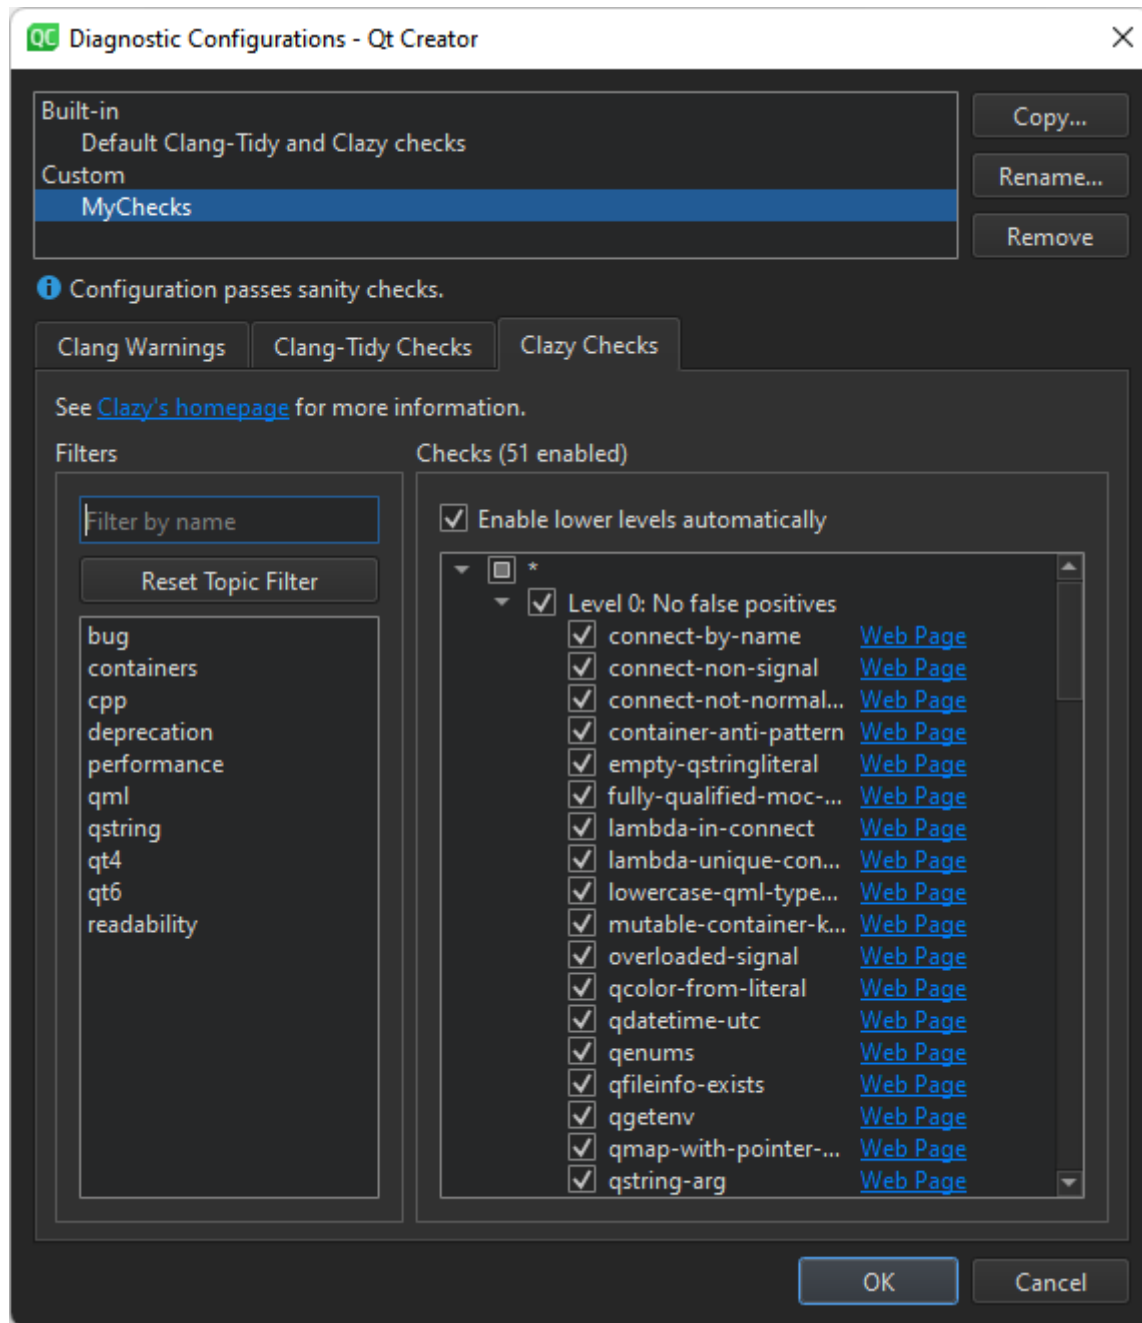 QC Diagnostic Configurations - Qt Creator
Built-in
Default Clang-Tidy and Clazy checks
Custom
MyChecks
Copy...
Rename...
Remove
Configuration passes sanity checks.
Clang Warnings
Clang-Tidy Checks
Clazy Checks
See Clazy's homepage for more information.
Filters
Filter by name
Reset Topic Filter
bug
containers
cpp
deprecation
performance
qml
qstring
qt4
qt6
readability
Checks (51 enabled)
Enable lower levels automatically
*
Level 0: No false positives
connect-by-name Web Page
connect-non-signal Web Page
connect-not-normal... Web Page
container-anti-pattern Web Page
empty-qstringliteral Web Page
fully-qualified-moc-... Web Page
lambda-in-connect Web Page
lambda-unique-con... Web Page
lowercase-qml-type... Web Page
mutable-container-k... Web Page
overloaded-signal Web Page
qcolor-from-literal Web Page
qdatetime-utc Web Page
qenums Web Page
qfileinfo-exists Web Page
qgetenv Web Page
qmap-with-pointer-... Web Page
qstring-arg Web Page
OK
Cancel